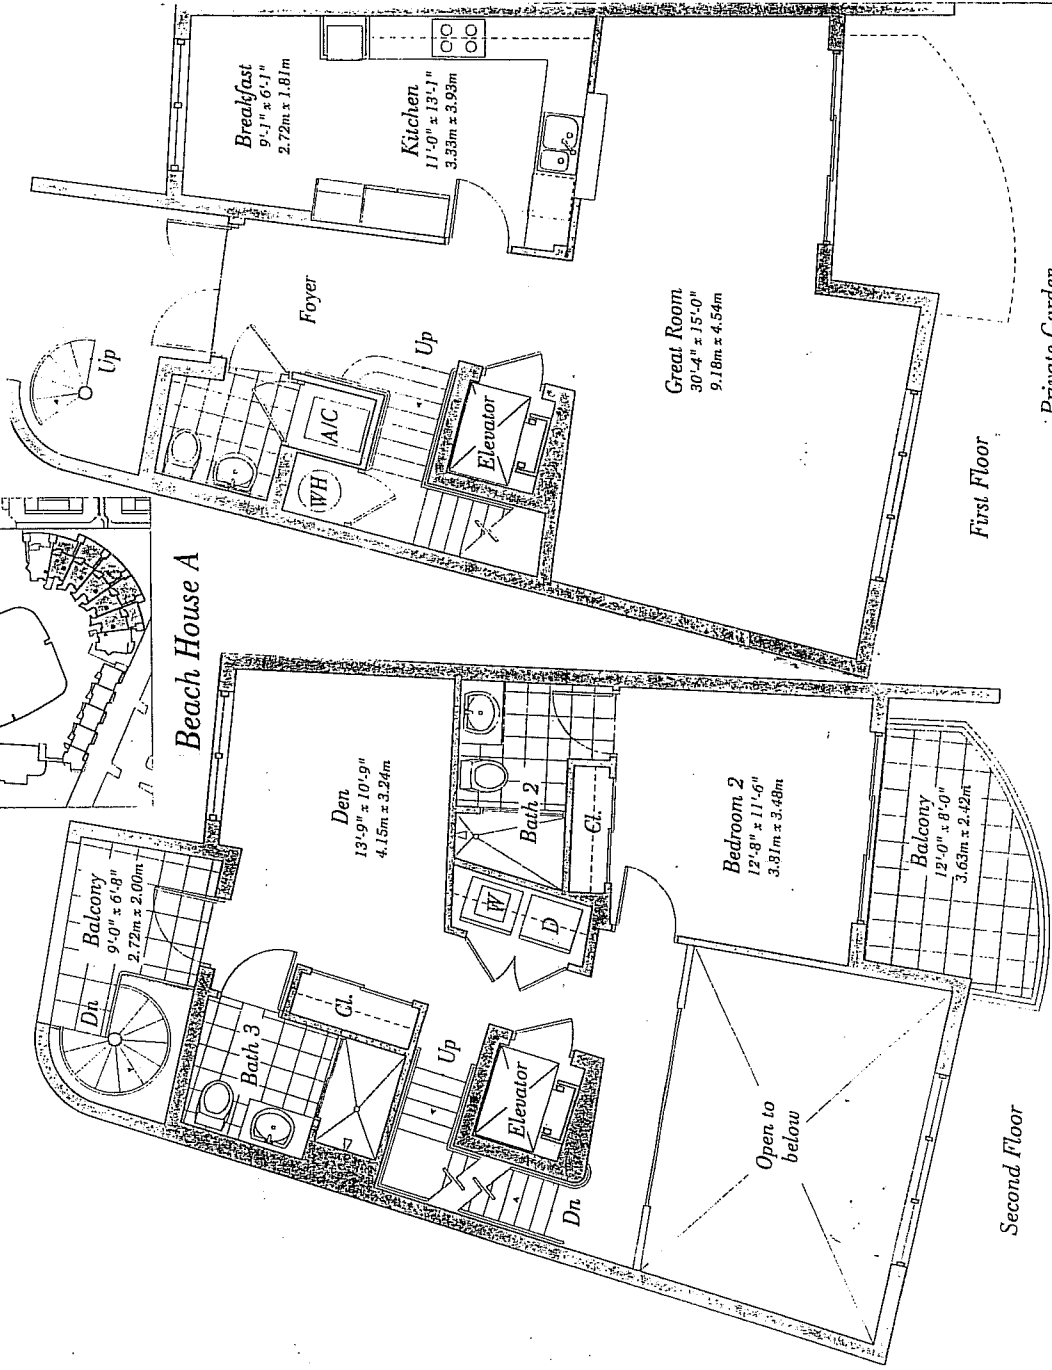 Beach House A
Balcony
9'-0" x 6'-8"
2.72m x 2.00m
Dn
Bath 3
Cl.
Up
Elevator
Dn
Den
13'-9" x 10'-9"
4.15m x 3.24m
Bath 2
Cl.
W
D
Bedroom 2
12'-8" x 11'-6"
3.81m x 3.48m
Balcony
12'-0" x 8'-0"
3.63m x 2.42m
Open to
below
Second Floor
Up
Breakfast
9'-1" x 6'-1"
2.72m x 1.81m
Kitchen
11'-0" x 13'-1"
3.33m x 3.93m
Foyer
A/C
WH
Up
Elevator
Great Room
30'-4" x 15'-0"
9.18m x 4.54m
First Floor
Private Garden